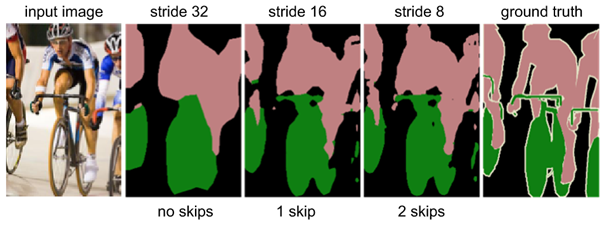 input image stride 32 stride 16 stride 8 ground truth
no skips 1 skip 2 skips